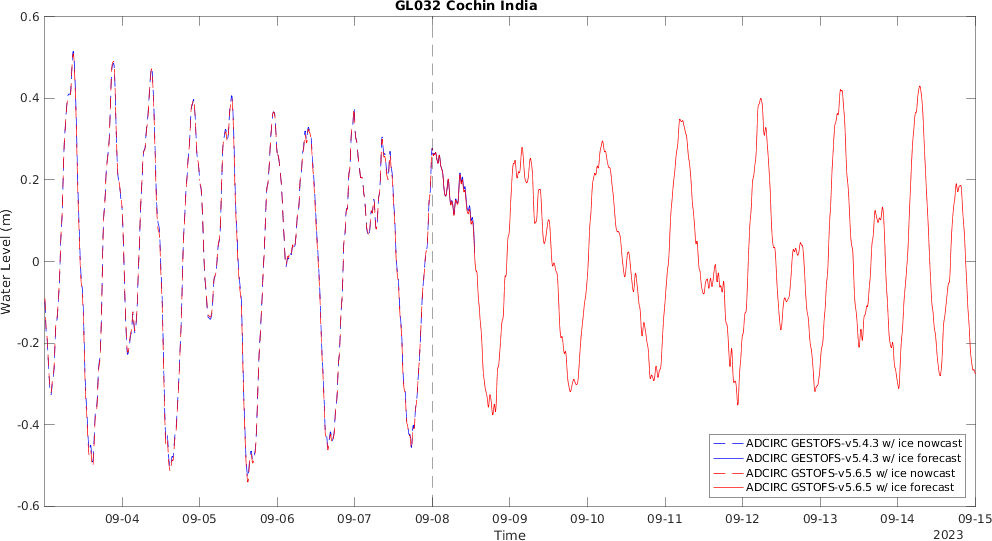 GL032 Cochin India
0.6
0.4
0.2
0
-0.2
-0.4
-0.6
Water Level (m)
ADCIRC GESTOFS-v5.4.3 w/ ice nowcast
ADCIRC GESTOFS-v5.4.3 w/ ice forecast
ADCIRC GSTOFS-v5.6.5 w/ ice nowcast
ADCIRC GSTOFS-v5.6.5 w/ ice forecast
09-04 09-05 09-06 09-07 09-08 09-09 09-10 09-11 09-12 09-13 09-14 09-15
Time
2023